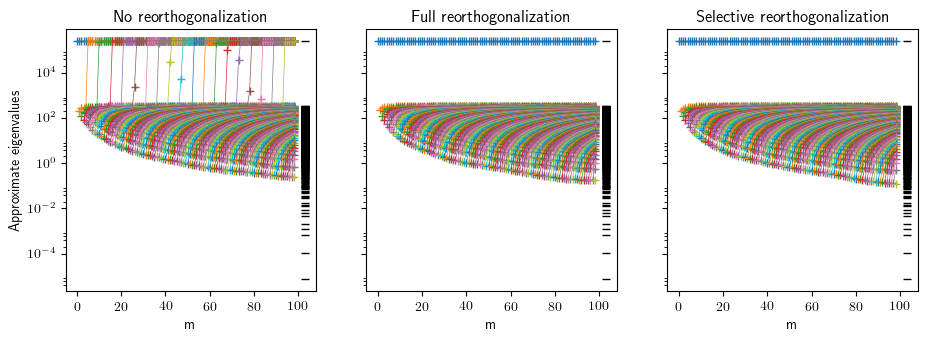 No reorthogonalization
Full reorthogonalization
Selective reorthogonalization
Approximate eigenvalues
10^4
10^2
10^0
10^-2
10^-4
0 20 40 60 80 100
0 20 40 60 80 100
0 20 40 60 80 100
m
m
m